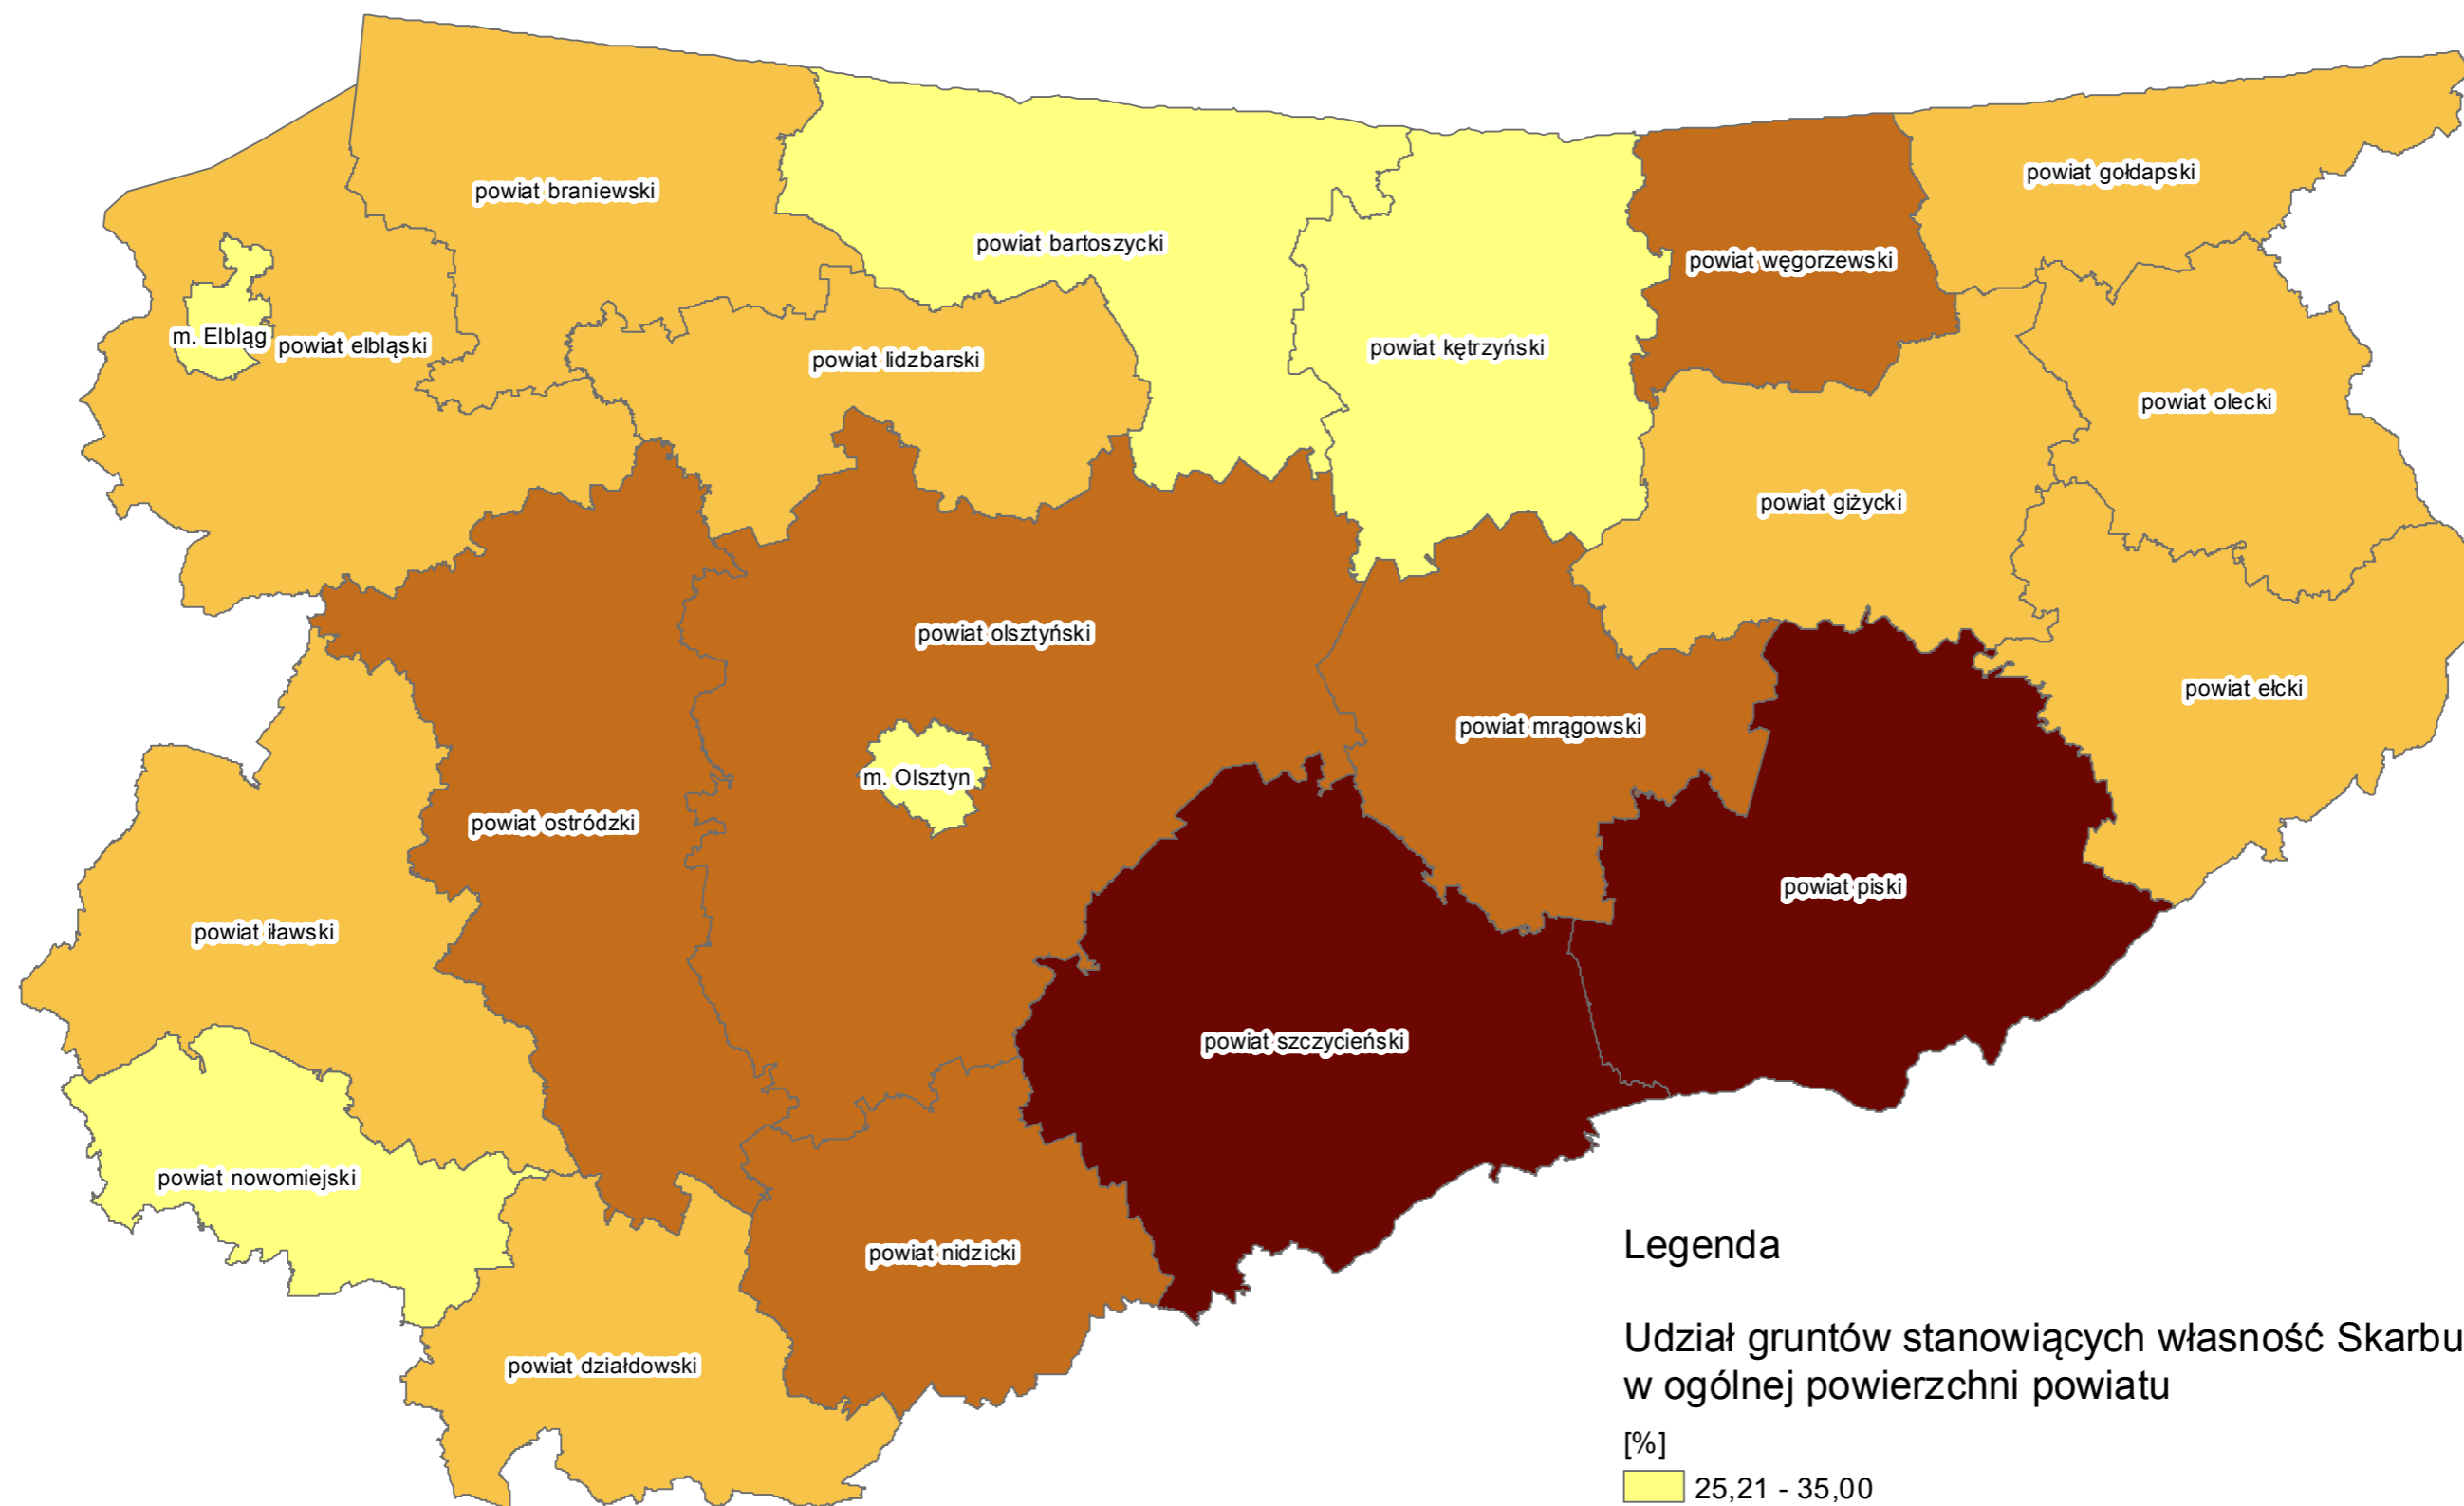 powiat gołdapski
powiat braniewski
powiat bartoszycki
powiat węgorzewski
m. Elbląg
powiat elbląski
powiat kętrzyński
powiat lidzbarski
powiat olecki
powiat giżycki
powiat olsztyński
powiat ełcki
powiat mrągowski
m. Olsztyn
powiat ostródzki
powiat piski
powiat iławski
powiat szczycieński
powiat nowomiejski
powiat nidzicki
powiat działdowski
Legenda
Udział gruntów stanowiących własność Skarbu
w ogólnej powierzchni powiatu
[%]
25,21 - 35,00